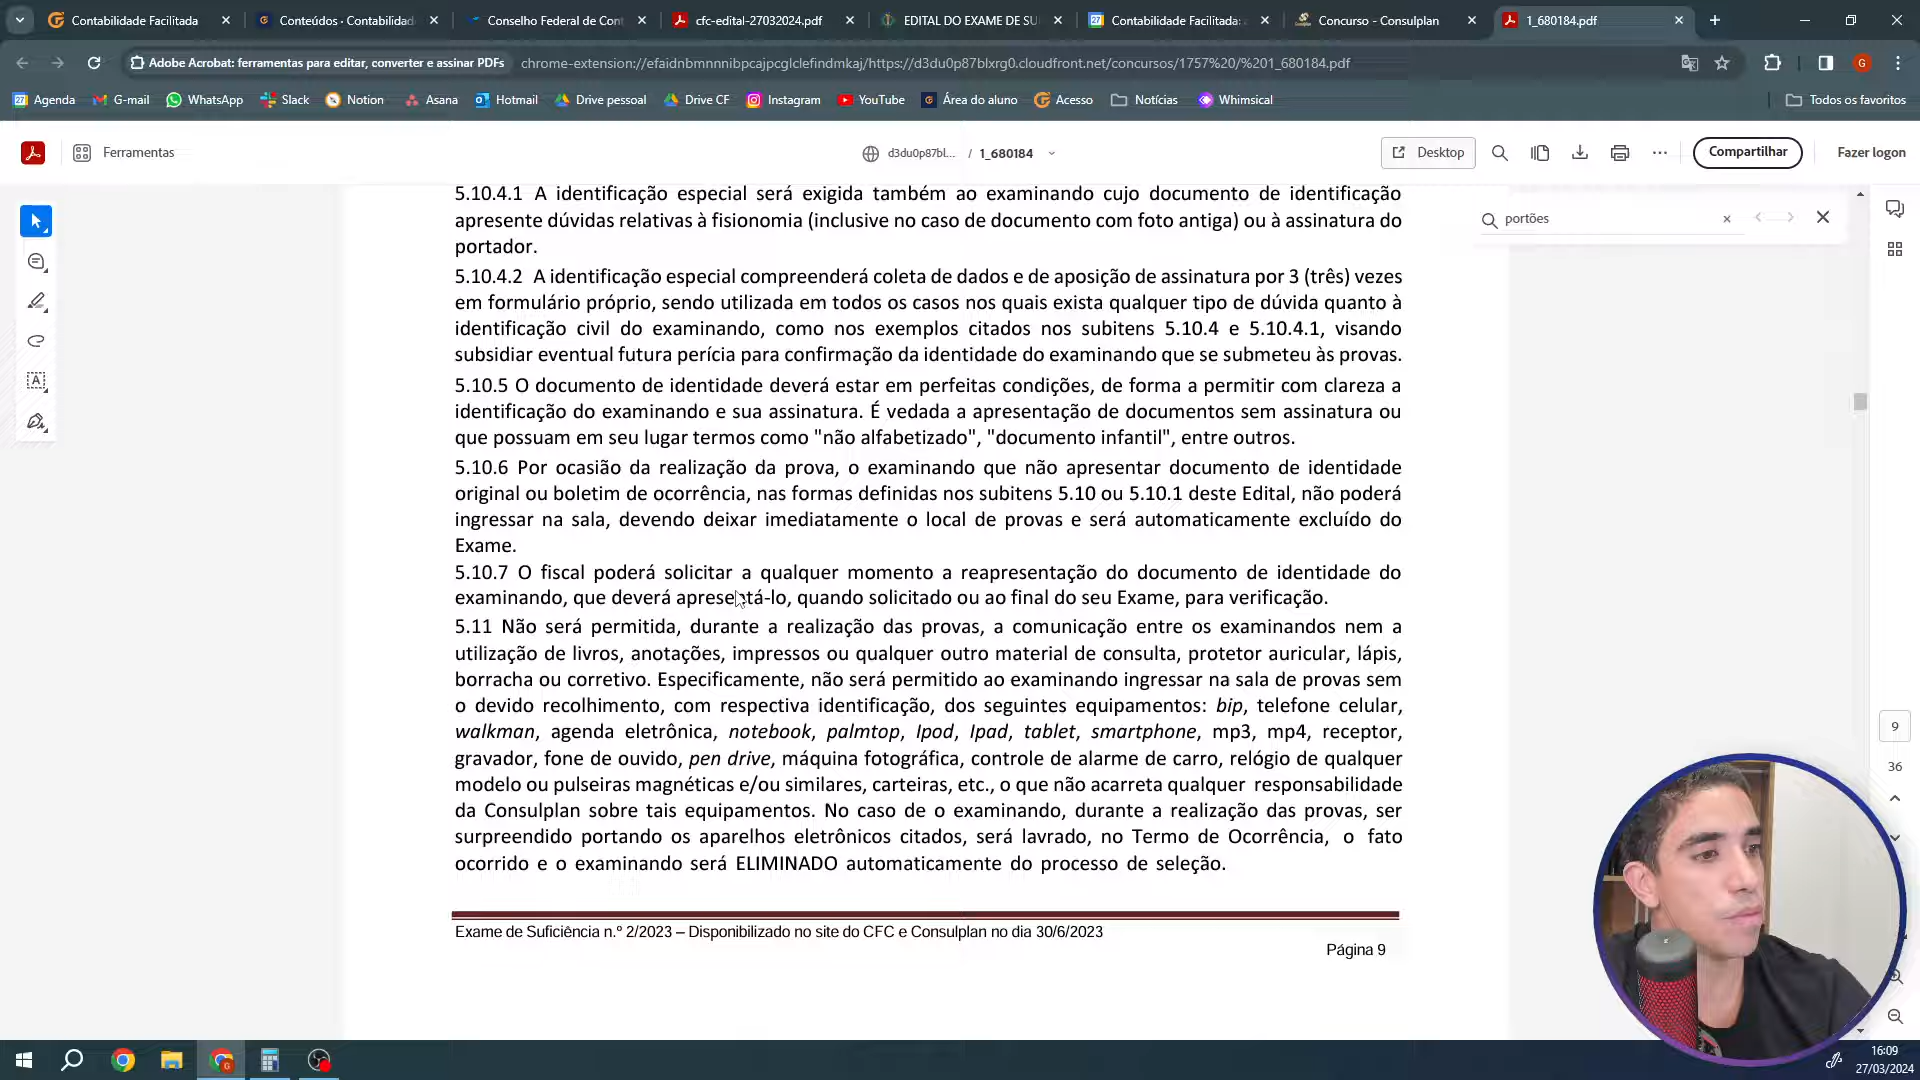 Contabilidade Facilitada
Conteúdos · Contabilidad
Conselho Federal de Cont
cfc-edital-27032024.pdf
EDITAL DO EXAME DE SU
Contabilidade Facilitada:
Concurso - Consulplan
1_680184.pdf
Adobe Acrobat: ferramentas para editar, converter e assinar PDFs
chrome-extension://efaidnbmnnnibpcajpcglclefindmkaj/https://d3du0p87blxrg0.cloudfront.net/concursos/1757%20/%201_680184.pdf
G
Agenda
G-mail
WhatsApp
Slack
Notion
Asana
Hotmail
Drive pessoal
Drive CF
Instagram
YouTube
Área do aluno
Acesso
Notícias
Whimsical
Todos os favoritos
Ferramentas
d3du0p87bl... / 1_680184
Desktop
Compartilhar
Fazer logon
portões
5.10.4.1 A identificação especial será exigida também ao examinando cujo documento de identificação
apresente dúvidas relativas à fisionomia (inclusive no caso de documento com foto antiga) ou à assinatura do
portador.
5.10.4.2 A identificação especial compreenderá coleta de dados e de aposição de assinatura por 3 (três) vezes
em formulário próprio, sendo utilizada em todos os casos nos quais exista qualquer tipo de dúvida quanto à
identificação civil do examinando, como nos exemplos citados nos subitens 5.10.4 e 5.10.4.1, visando
subsidiar eventual futura perícia para confirmação da identidade do examinando que se submeteu às provas.
5.10.5 O documento de identidade deverá estar em perfeitas condições, de forma a permitir com clareza a
identificação do examinando e sua assinatura. É vedada a apresentação de documentos sem assinatura ou
que possuam em seu lugar termos como "não alfabetizado", "documento infantil", entre outros.
5.10.6 Por ocasião da realização da prova, o examinando que não apresentar documento de identidade
original ou boletim de ocorrência, nas formas definidas nos subitens 5.10 ou 5.10.1 deste Edital, não poderá
ingressar na sala, devendo deixar imediatamente o local de provas e será automaticamente excluído do
Exame.
5.10.7 O fiscal poderá solicitar a qualquer momento a reapresentação do documento de identidade do
examinando, que deverá apresentá-lo, quando solicitado ou ao final do seu Exame, para verificação.
5.11 Não será permitida, durante a realização das provas, a comunicação entre os examinandos nem a
utilização de livros, anotações, impressos ou qualquer outro material de consulta, protetor auricular, lápis,
borracha ou corretivo. Especificamente, não será permitido ao examinando ingressar na sala de provas sem
o devido recolhimento, com respectiva identificação, dos seguintes equipamentos: bip, telefone celular,
walkman, agenda eletrônica, notebook, palmtop, Ipod, Ipad, tablet, smartphone, mp3, mp4, receptor,
gravador, fone de ouvido, pen drive, máquina fotográfica, controle de alarme de carro, relógio de qualquer
modelo ou pulseiras magnéticas e/ou similares, carteiras, etc., o que não acarreta qualquer responsabilidade
da Consulplan sobre tais equipamentos. No caso de o examinando, durante a realização das provas, ser
surpreendido portando os aparelhos eletrônicos citados, será lavrado, no Termo de Ocorrência, o fato
ocorrido e o examinando será ELIMINADO automaticamente do processo de seleção.
Exame de Suficiência n.º 2/2023 – Disponibilizado no site do CFC e Consulplan no dia 30/6/2023
Página 9
9
36
16:09
27/03/2024